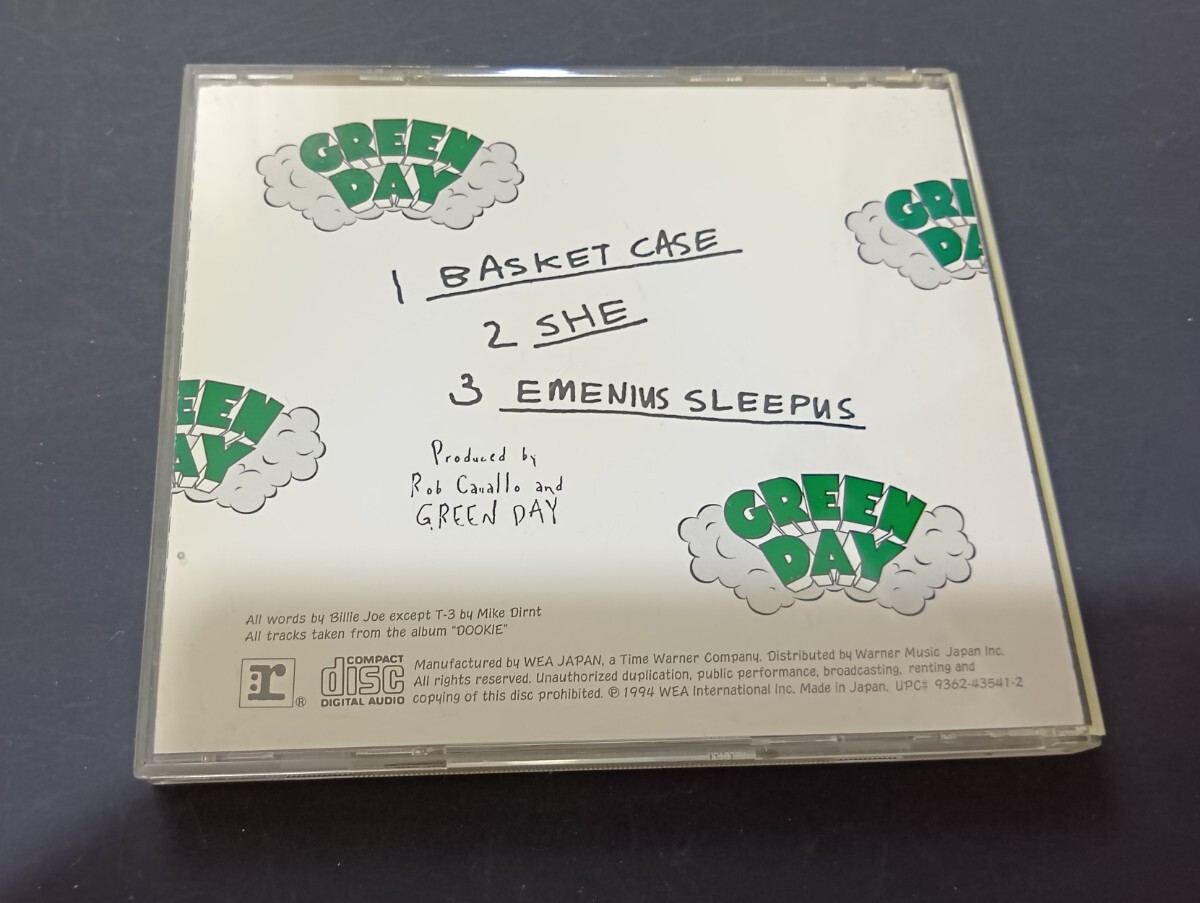 GREEN
DAY
GRE
DA
1 BASKET CASE
2 SHE
3 EMENIUS SLEEPUS
EEN
AY
Produced by
Rob Cavallo and
GREEN DAY
GREEN
DAY
All words by Billie Joe except T-3 by Mike Dirnt
All tracks taken from the album "DOOKIE"
r ®
COMPACT
disc
DIGITAL AUDIO
Manufactured by WEA JAPAN, a Time Warner Company. Distributed by Warner Music Japan Inc.
All rights reserved. Unauthorized duplication, public performance, broadcasting, renting and
copying of this disc prohibited. ℗ 1994 WEA International Inc. Made in Japan. UPC# 9362-43541-2